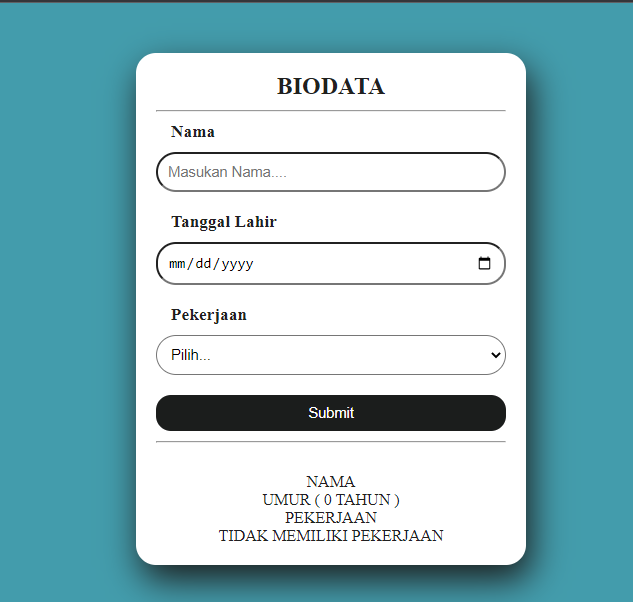 BIODATA
Nama
Masukan Nama....
Tanggal Lahir
mm/dd/yyyy
Pekerjaan
Pilih...
Submit
NAMA
UMUR ( 0 TAHUN )
PEKERJAAN
TIDAK MEMILIKI PEKERJAAN